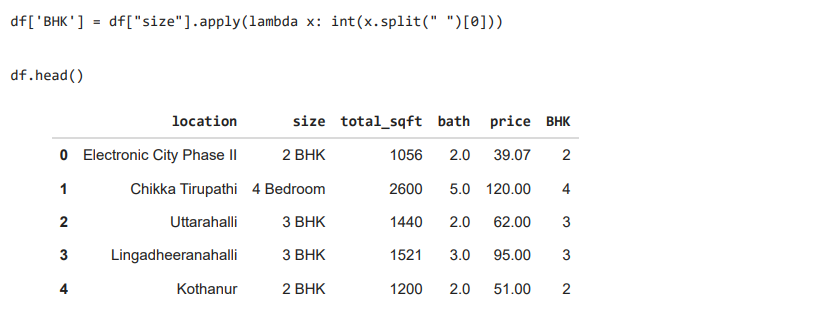 df['BHK'] = df["size"].apply(lambda x: int(x.split(" ")[0]))
df.head()
location size total_sqft bath price BHK
0 Electronic City Phase II 2 BHK 1056 2.0 39.07 2
1 Chikka Tirupathi 4 Bedroom 2600 5.0 120.00 4
2 Uttarahalli 3 BHK 1440 2.0 62.00 3
3 Lingadheeranahalli 3 BHK 1521 3.0 95.00 3
4 Kothanur 2 BHK 1200 2.0 51.00 2